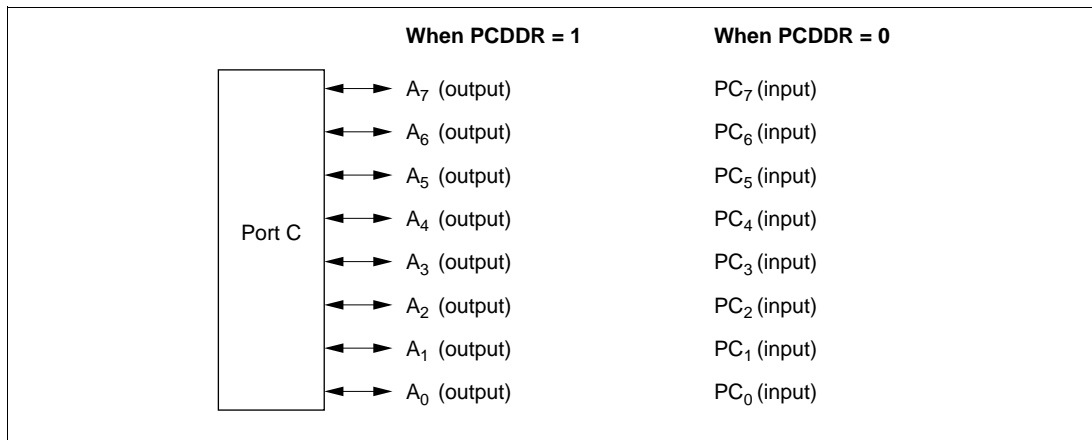 When PCDDR = 1 When PCDDR = 0
A7 (output) PC7 (input)
A6 (output) PC6 (input)
A5 (output) PC5 (input)
A4 (output) PC4 (input)
Port C
A3 (output) PC3 (input)
A2 (output) PC2 (input)
A1 (output) PC1 (input)
A0 (output) PC0 (input)